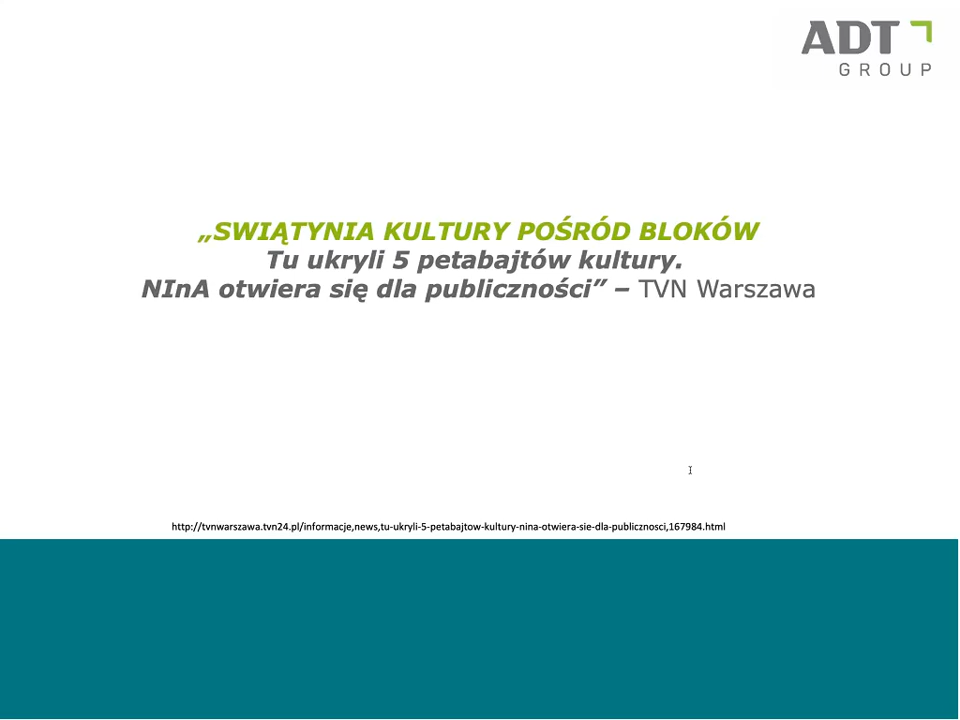 ADT
GROUP
„SWIĄTYNIA KULTURY POŚRÓD BLOKÓW
Tu ukryli 5 petabajtów kultury.
NInA otwiera się dla publiczności” – TVN Warszawa
http://tvnwarszawa.tvn24.pl/informacje,news,tu-ukryli-5-petabajtow-kultury-nina-otwiera-sie-dla-publicznosci,167984.html